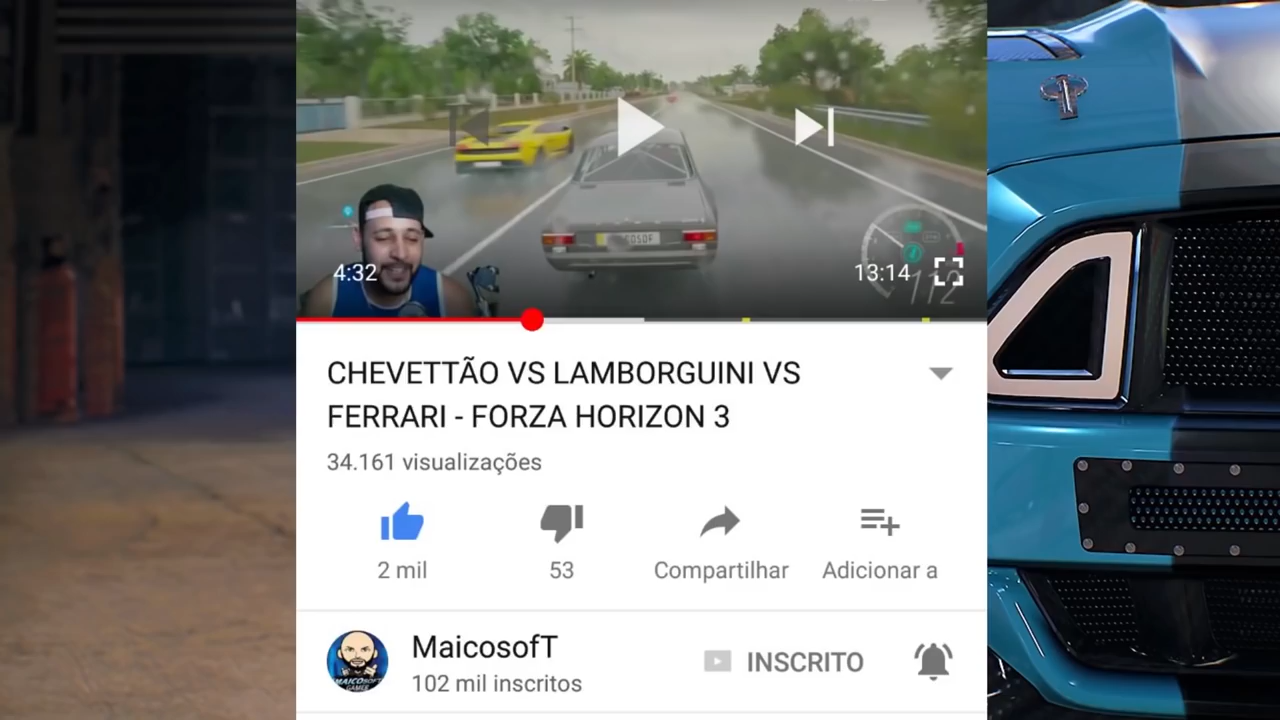 4:32
13:14
112
CHEVETTÃO VS LAMBORGUINI VS
FERRARI - FORZA HORIZON 3
34.161 visualizações
2 mil
53
Compartilhar
Adicionar a
MaicosofT
102 mil inscritos
INSCRITO